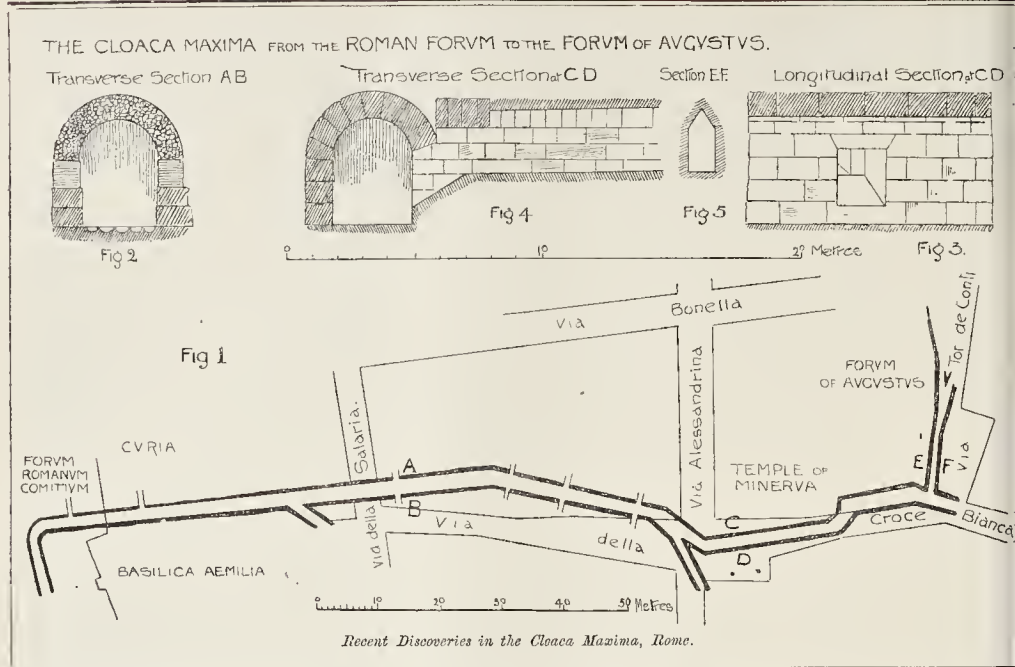 THE CLOACA MAXIMA FROM THE ROMAN FORVM TO THE FORVM OF AVGVSTVS.
Transverse Section AB
Transverse Section at CD
Section E.F.
Longitudinal Section at CD
Fig 2
Fig 4
Fig 5
Fig 3.
0 10 20 Metres
Fig 1
Via Bonella
Tor de Conti
FORVM
OF AVGVSTVS
Via Alessandrina
Salaria.
CVRIA
FORVM
ROMANVM
COMITIVM
A
B
TEMPLE OF
MINERVA
E F
Via
C
D
Croce Bianca
Via della
via della
BASILICA AEMILIA
0 10 20 30 40 50 Metres
Recent Discoveries in the Cloaca Maxima, Rome.